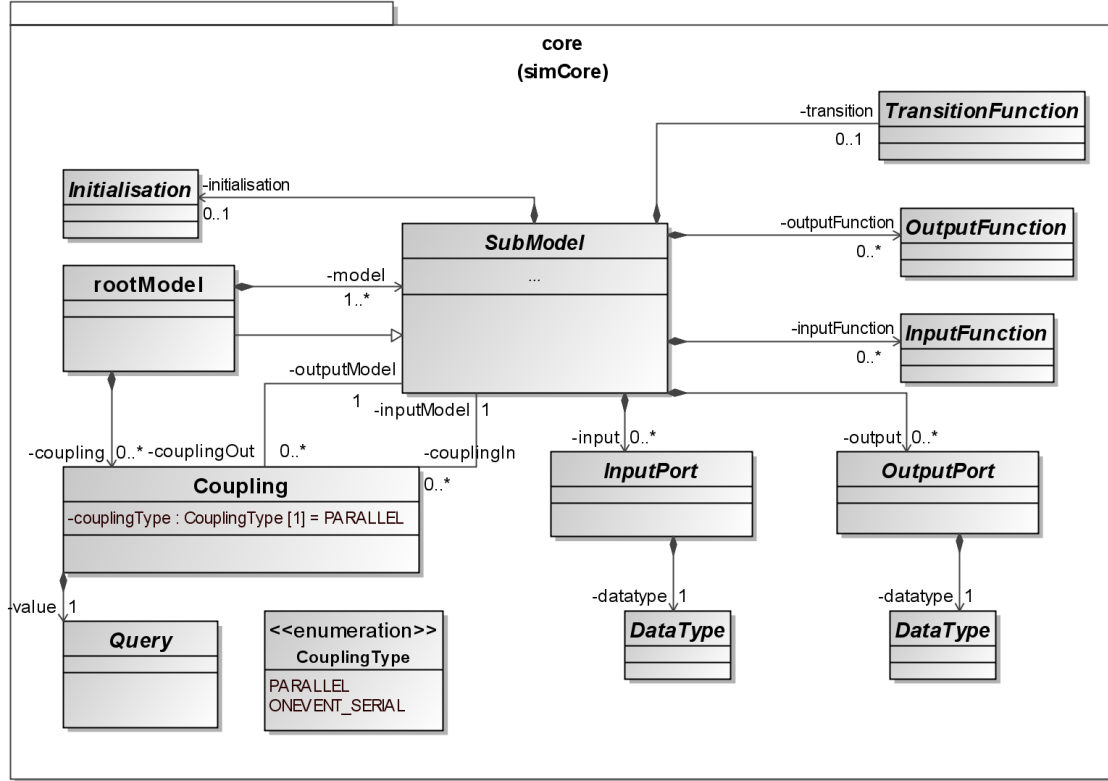 core
(simCore)
-transition
0..1
TransitionFunction
Initialisation
-initialisation
0..1
SubModel
...
-outputFunction
0..*
OutputFunction
rootModel
-model
1..*
-inputFunction
0..*
InputFunction
-outputModel
1
-inputModel
1
-coupling
0..*
-couplingOut
0..*
-couplingIn
0..*
-input
0..*
-output
0..*
Coupling
-couplingType : CouplingType [1] = PARALLEL
InputPort
OutputPort
-value
1
-datatype
1
-datatype
1
Query
<<enumeration>>
CouplingType
PARALLEL
ONEVENT_SERIAL
DataType
DataType